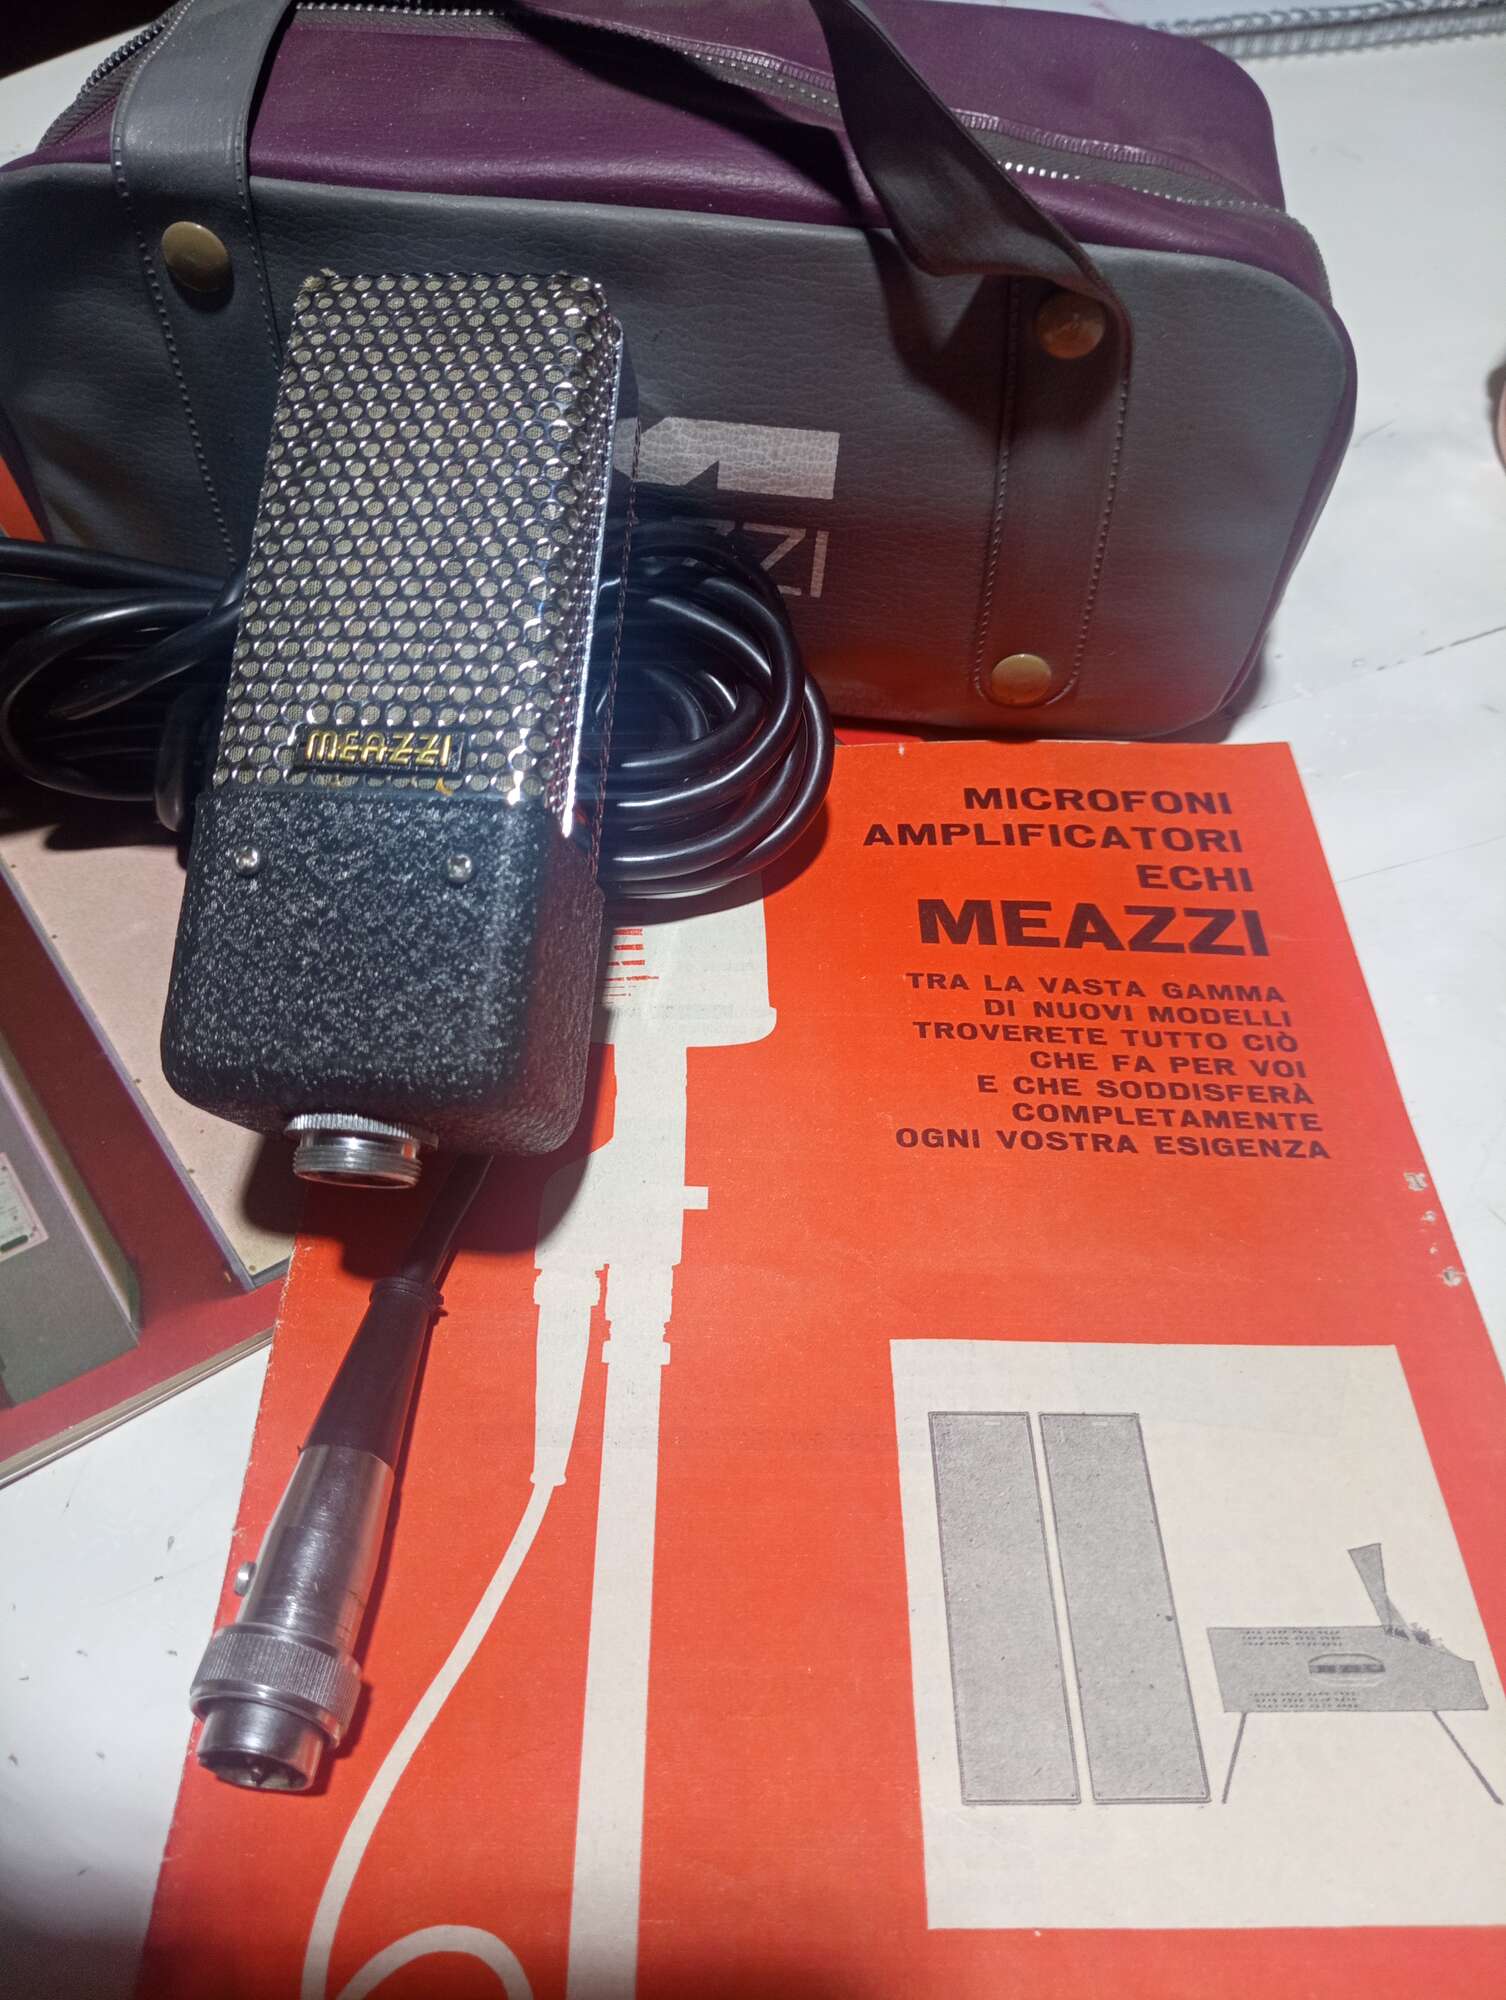 ZZI
MEAZZI
MICROFONI
AMPLIFICATORI
ECHI
MEAZZI
TRA LA VASTA GAMMA
DI NUOVI MODELLI
TROVERETE TUTTO CIÒ
CHE FA PER VOI
E CHE SODDISFERÀ
COMPLETAMENTE
OGNI VOSTRA ESIGENZA